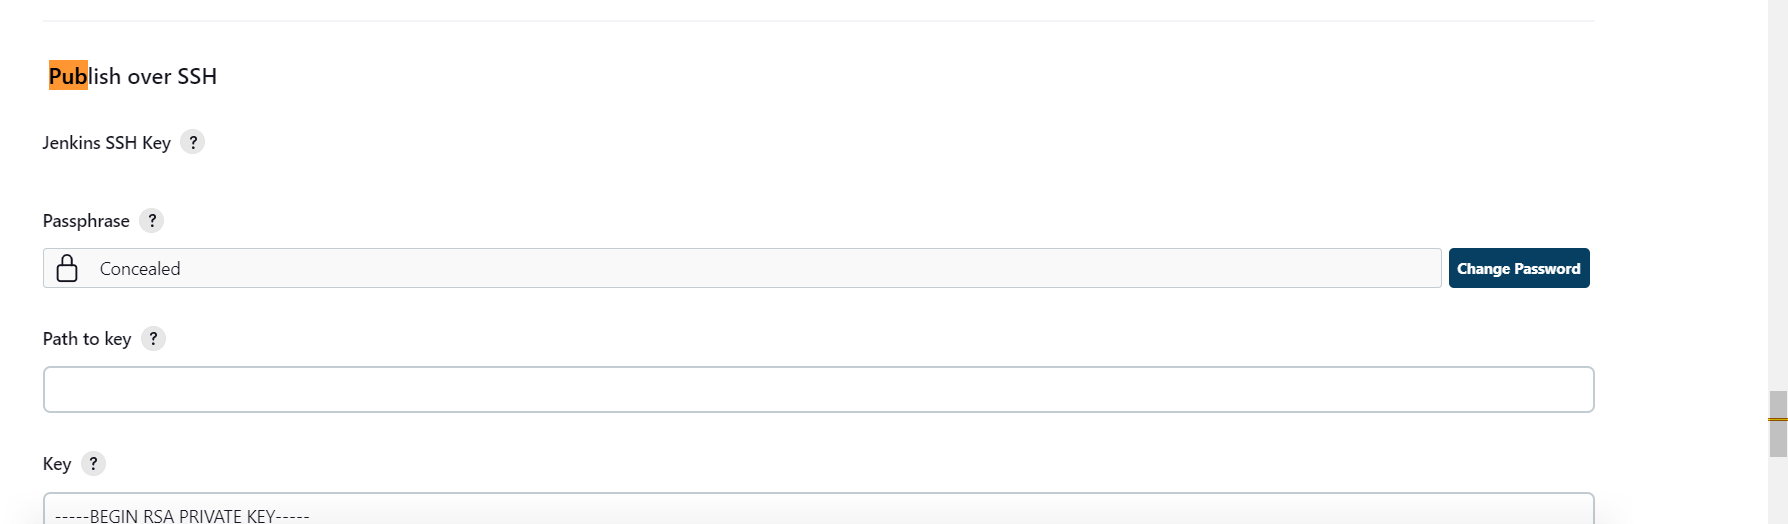 Publish over SSH
Jenkins SSH Key ?
Passphrase ?
Concealed
Change Password
Path to key ?
Key ?
-----BEGIN RSA PRIVATE KEY-----